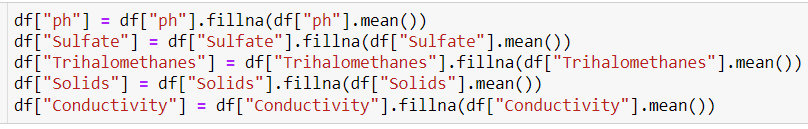 df["ph"] = df["ph"].fillna(df["ph"].mean())
df["Sulfate"] = df["Sulfate"].fillna(df["Sulfate"].mean())
df["Trihalomethanes"] = df["Trihalomethanes"].fillna(df["Trihalomethanes"].mean())
df["Solids"] = df["Solids"].fillna(df["Solids"].mean())
df["Conductivity"] = df["Conductivity"].fillna(df["Conductivity"].mean())